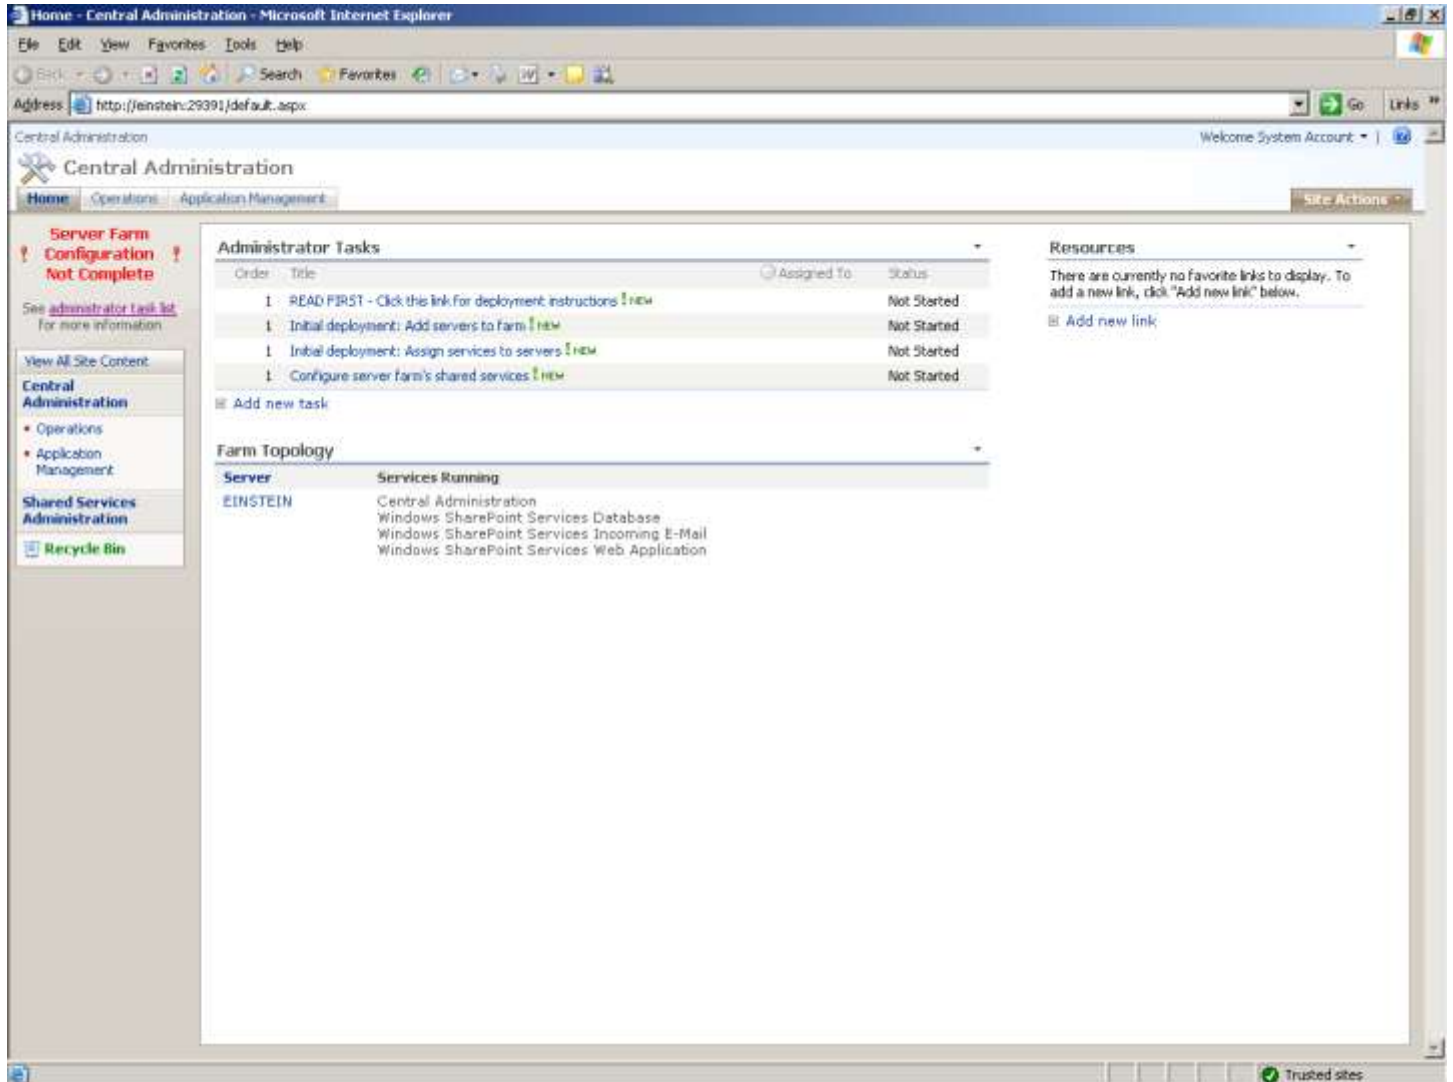 Home - Central Administration - Microsoft Internet Explorer
File Edit View Favorites Tools Help
Back Search Favorites
Address http://einstein:29391/default.aspx Go Links »
Central Administration Welcome System Account
Central Administration
Home Operations Application Management Site Actions
Server Farm
! Configuration !
Not Complete
See administrator task list
for more information
View All Site Content
Central
Administration
Operations
Application
Management
Shared Services
Administration
Recycle Bin
Administrator Tasks
Order Title Assigned To Status
1 READ FIRST - Click this link for deployment instructions ! NEW Not Started
1 Initial deployment: Add servers to farm ! NEW Not Started
1 Initial deployment: Assign services to servers ! NEW Not Started
1 Configure server farm's shared services ! NEW Not Started
Add new task
Farm Topology
Server Services Running
EINSTEIN Central Administration
Windows SharePoint Services Database
Windows SharePoint Services Incoming E-Mail
Windows SharePoint Services Web Application
Resources
There are currently no favorite links to display. To
add a new link, click "Add new link" below.
Add new link
Trusted sites